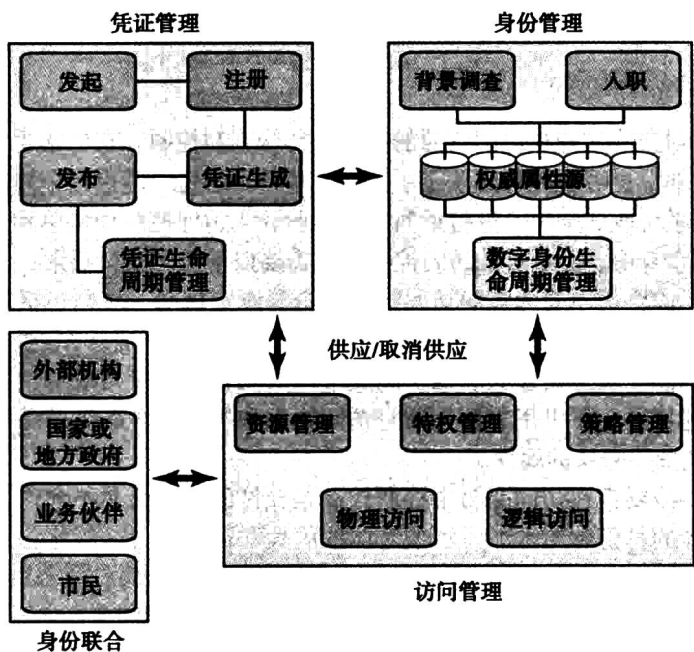 凭证管理
发起
注册
发布
凭证生成
凭证生命
周期管理
身份管理
背景调查
入职
权威属性源
数字身份生
命周期管理
供应/取消供应
外部机构
国家或
地方政府
业务伙伴
市民
身份联合
资源管理
特权管理
策略管理
物理访问
逻辑访问
访问管理